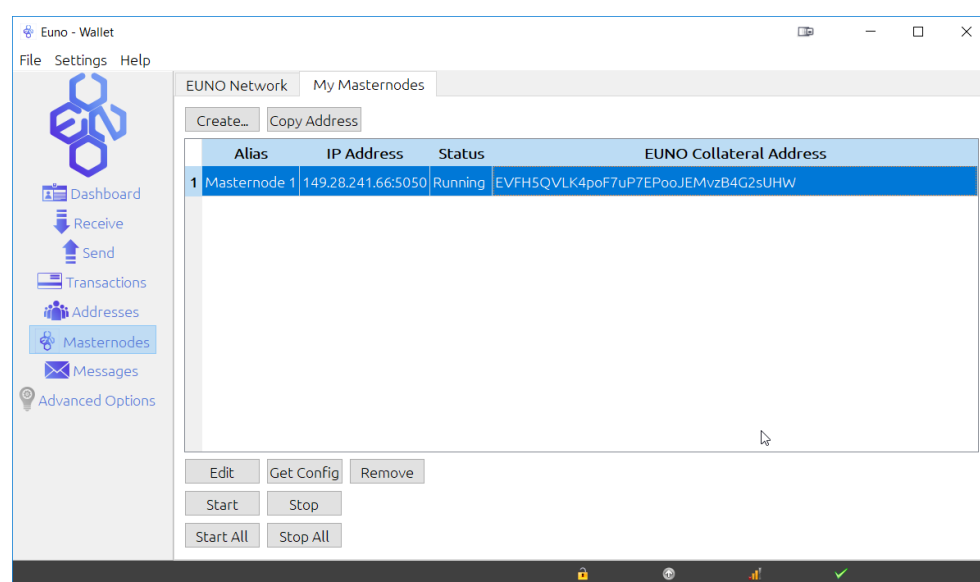 Euno - Wallet
File Settings Help
EUNO Network My Masternodes
Create... Copy Address
Alias IP Address Status EUNO Collateral Address
1 Masternode 1 149.28.241.66:5050 Running EVFH5QVLK4poF7uP7EPooJEMvzB4G2sUHW
Dashboard
Receive
Send
Transactions
Addresses
Masternodes
Messages
Advanced Options
Edit Get Config Remove
Start Stop
Start All Stop All